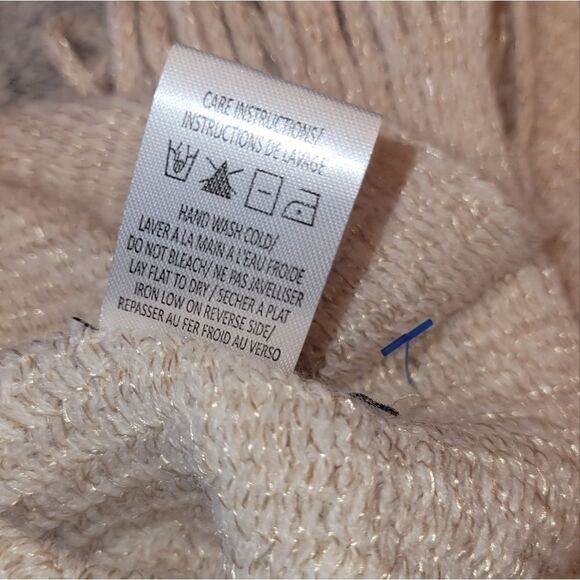 CARE INSTRUCTIONS/
INSTRUCTIONS DE LAVAGE
HAND WASH COLD/
LAVER À LA MAIN A L'EAU FROIDE
DO NOT BLEACH/ NE PAS JAVELLISER
LAY FLAT TO DRY / SECHER A PLAT
IRON LOW ON REVERSE SIDE/
REPASSER AU FER FROID AU VERSO